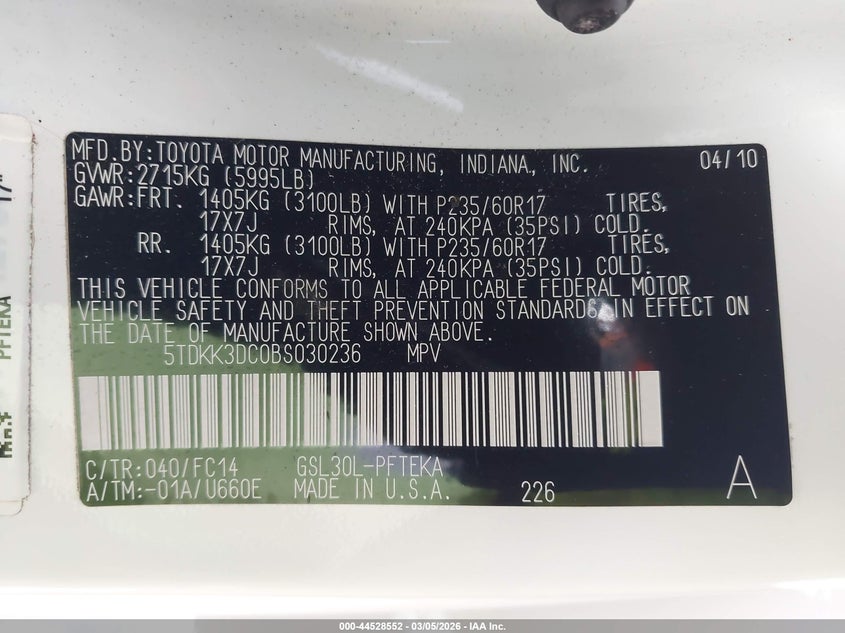 MFD.BY:TOYOTA MOTOR MANUFACTURING, INDIANA, INC. 04/10
GVWR:2715KG (5995LB)
GAWR:FRT. 1405KG (3100LB) WITH P235/60R17 TIRES,
17X7J RIMS, AT 240KPA (35PSI) COLD.
RR. 1405KG (3100LB) WITH P235/60R17 TIRES,
17X7J RIMS, AT 240KPA (35PSI) COLD.
THIS VEHICLE CONFORMS TO ALL APPLICABLE FEDERAL MOTOR
VEHICLE SAFETY AND THEFT PREVENTION STANDARDS IN EFFECT ON
THE DATE OF MANUFACTURE SHOWN ABOVE.
5TDKK3DC0BS030236 MPV
C/TR:040/FC14 GSL30L-PFTEKA
A/TM:-01A/U660E MADE IN U.S.A. 226 A
PFTEKA
000-44528552 | 03/05/2026 | IAA Inc.